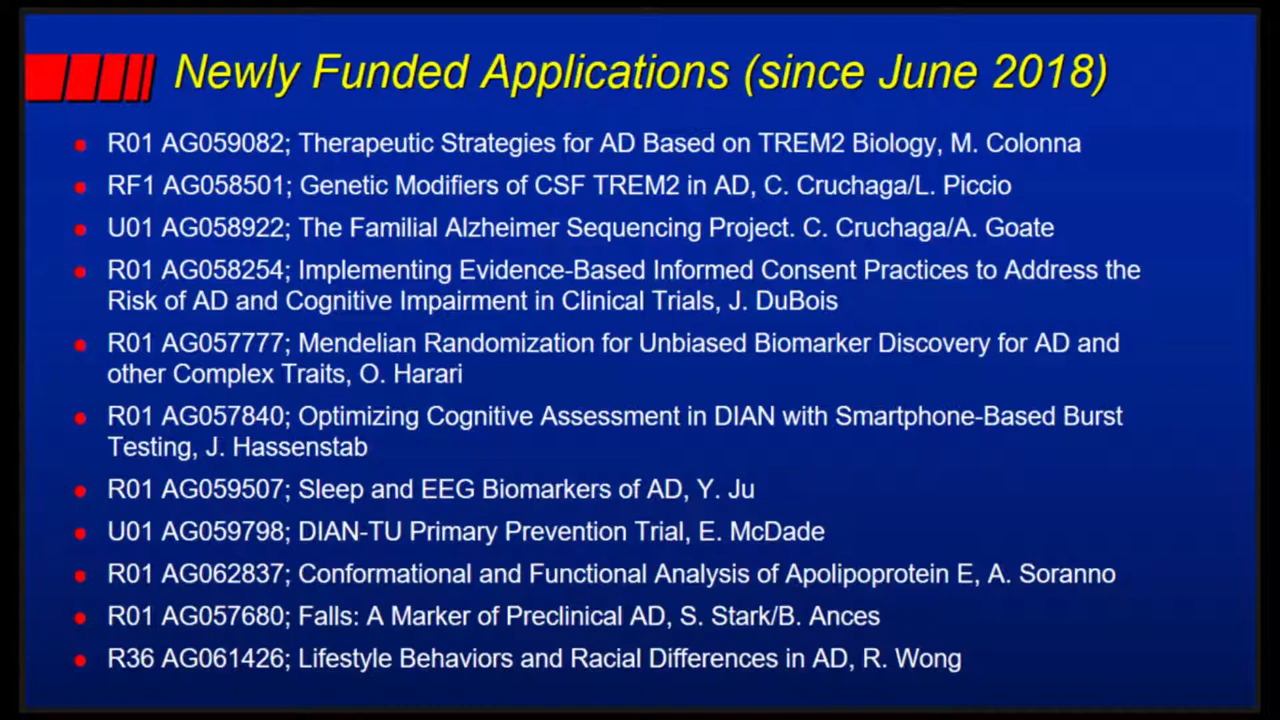 Newly Funded Applications (since June 2018)
R01 AG059082; Therapeutic Strategies for AD Based on TREM2 Biology, M. Colonna
RF1 AG058501; Genetic Modifiers of CSF TREM2 in AD, C. Cruchaga/L. Piccio
U01 AG058922; The Familial Alzheimer Sequencing Project. C. Cruchaga/A. Goate
R01 AG058254; Implementing Evidence-Based Informed Consent Practices to Address the
Risk of AD and Cognitive Impairment in Clinical Trials, J. DuBois
R01 AG057777; Mendelian Randomization for Unbiased Biomarker Discovery for AD and
other Complex Traits, O. Harari
R01 AG057840; Optimizing Cognitive Assessment in DIAN with Smartphone-Based Burst
Testing, J. Hassenstab
R01 AG059507; Sleep and EEG Biomarkers of AD, Y. Ju
U01 AG059798; DIAN-TU Primary Prevention Trial, E. McDade
R01 AG062837; Conformational and Functional Analysis of Apolipoprotein E, A. Soranno
R01 AG057680; Falls: A Marker of Preclinical AD, S. Stark/B. Ances
R36 AG061426; Lifestyle Behaviors and Racial Differences in AD, R. Wong